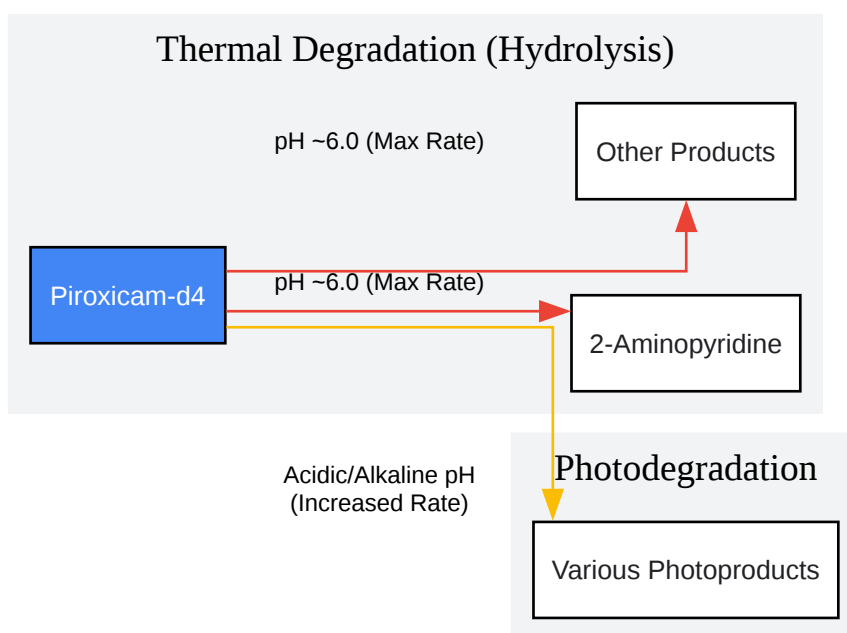 Thermal Degradation (Hydrolysis)
pH ~6.0 (Max Rate)
Other Products
Piroxicam-d4
pH ~6.0 (Max Rate)
2-Aminopyridine
Acidic/Alkaline pH
(Increased Rate)
Photodegradation
Various Photoproducts